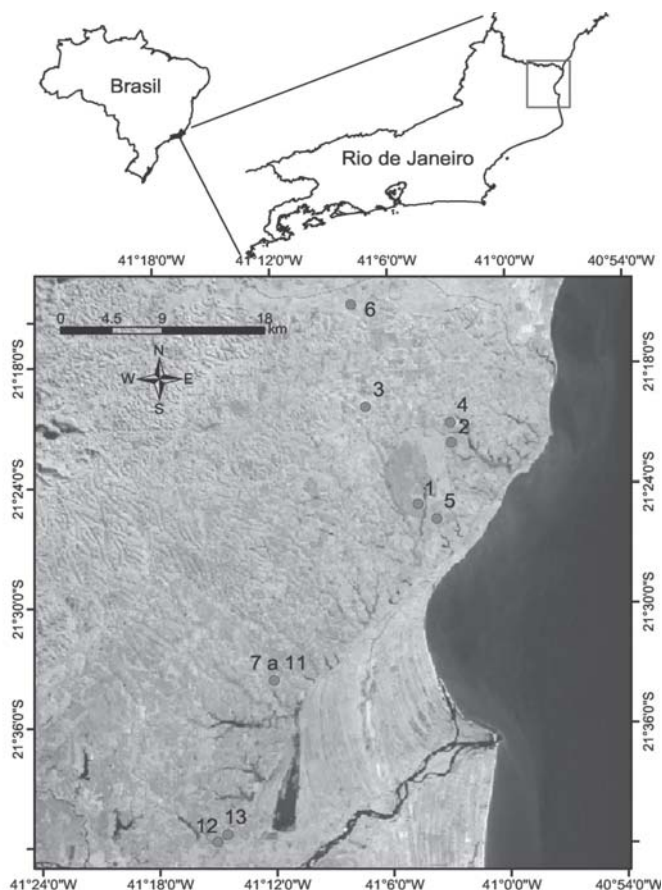 Brasil
Rio de Janeiro
41°18'0"W 41°12'0"W 41°6'0"W 41°0'0"W 40°54'0"W
0 4.5 9 18
km
6
N
W E
S
21°18'0"S 21°18'0"S
3
4
2
21°24'0"S 21°24'0"S
1
5
21°30'0"S 21°30'0"S
7 a 11
21°36'0"S 21°36'0"S
12 13
41°24'0"W 41°18'0"W 41°12'0"W 41°6'0"W 41°0'0"W 40°54'0"W